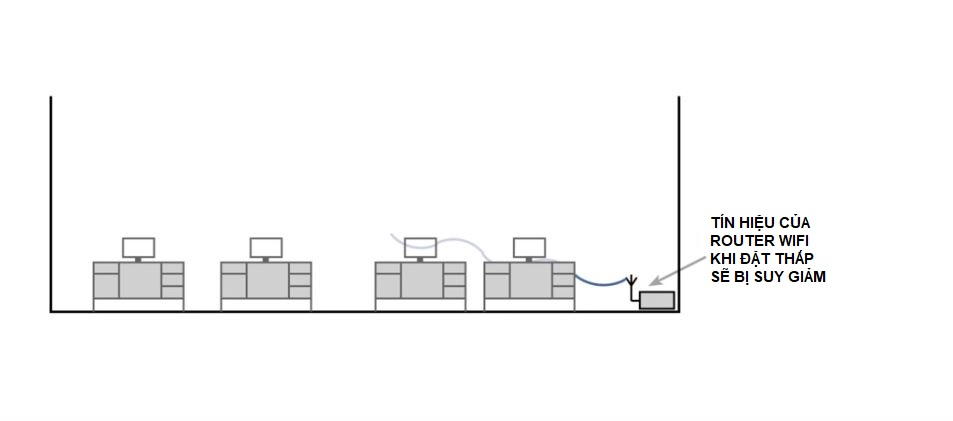 TÍN HIỆU CỦA
ROUTER WIFI
KHI ĐẶT THẤP
SẼ BỊ SUY GIẢM